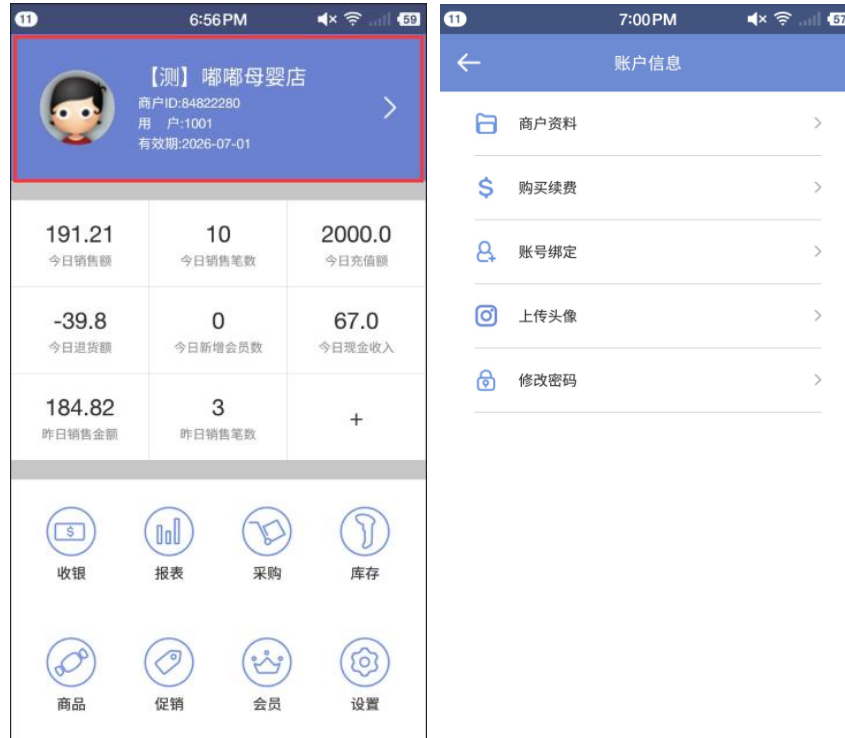 11 6:56PM 59
【测】嘟嘟母婴店
商户ID:84822280
用 户:1001
有效期:2026-07-01
191.21 10 2000.0
今日销售额 今日销售笔数 今日充值额
-39.8 0 67.0
今日退货额 今日新增会员数 今日现金收入
184.82 3 +
昨日销售金额 昨日销售笔数
收银 报表 采购 库存
商品 促销 会员 设置
11 7:00PM 57
账户信息
商户资料
购买续费
账号绑定
上传头像
修改密码